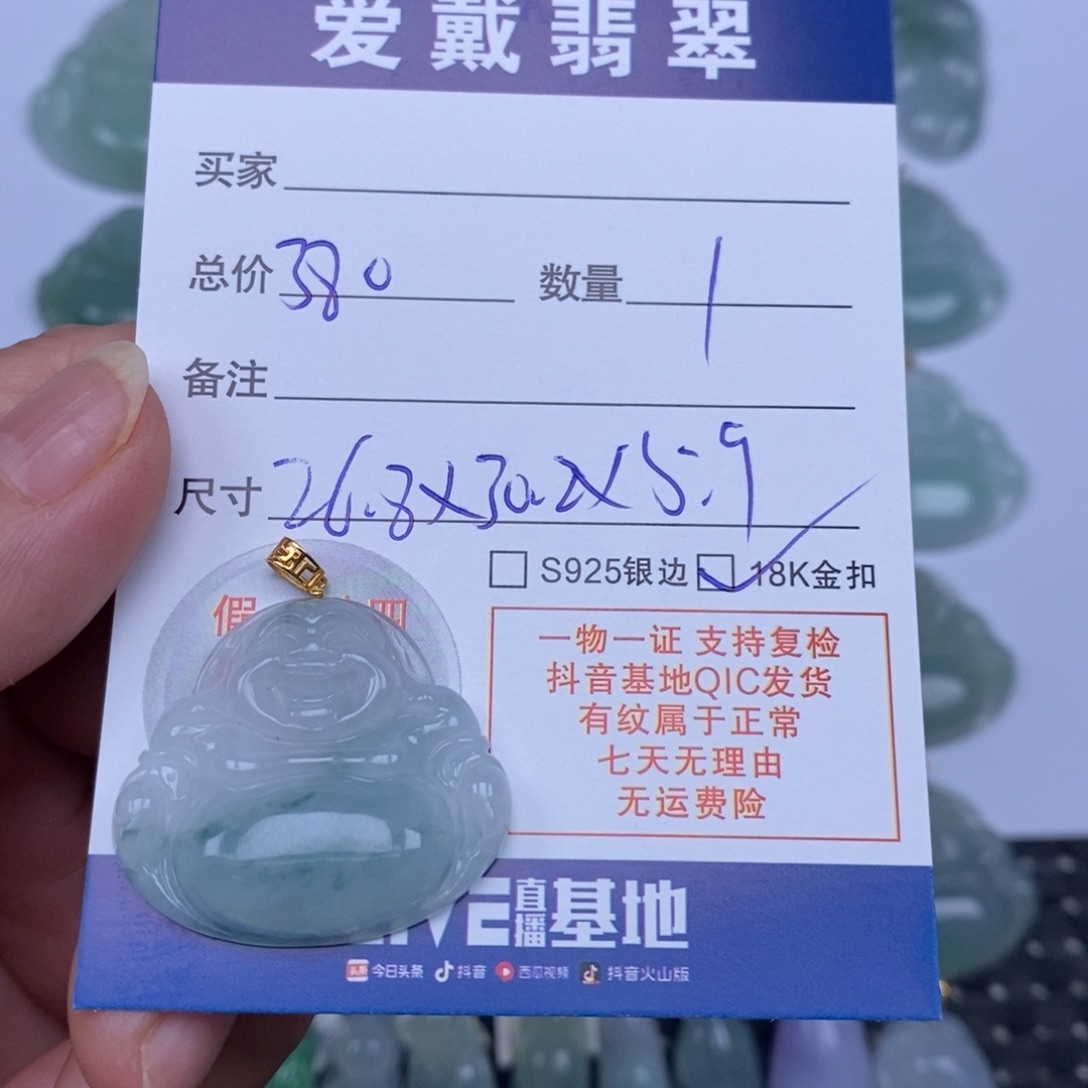 爱戴翡翠
买家
总价 380 数量 1
备注
尺寸 26.8X30.2X5.9
S925银边 18K金扣
假 四
一物一证 支持复检
抖音基地QIC发货
有纹属于正常
七天无理由
无运费险
直播基地
头条 今日头条 抖音 西瓜视频 抖音火山版